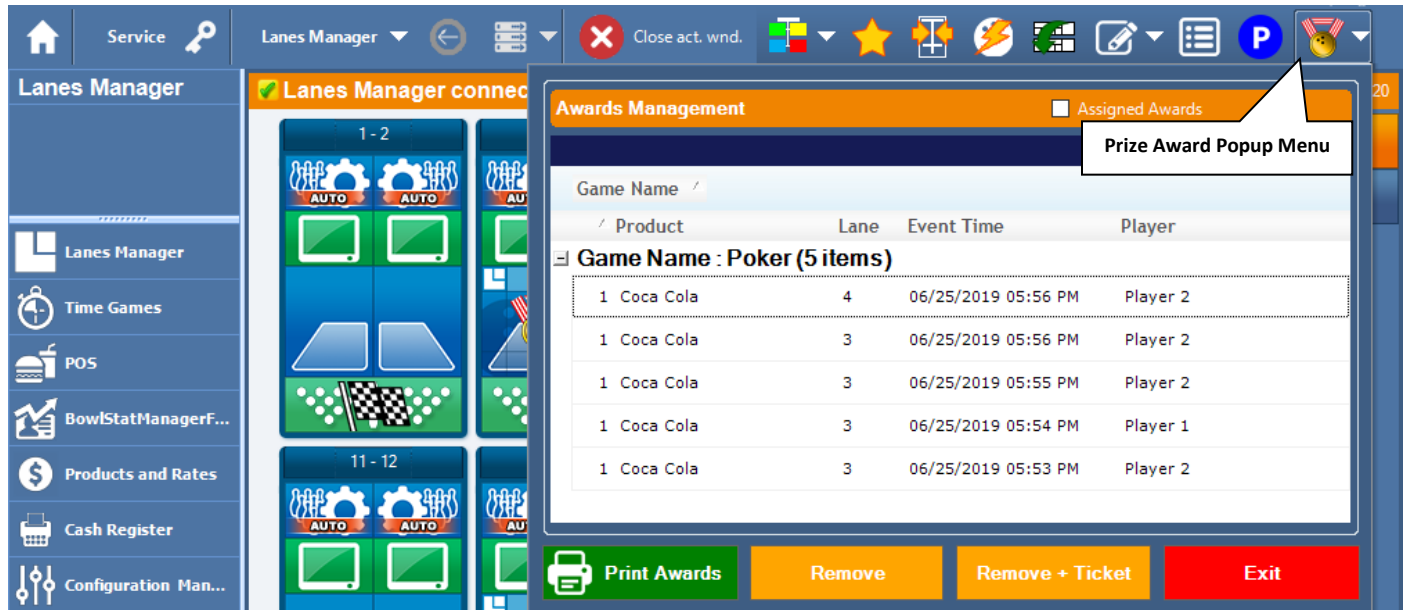 Service
Lanes Manager
Close act. wnd.
P
Lanes Manager
Lanes Manager connec
20
1 - 2
AUTO AUTO AU
Awards Management
Assigned Awards
Prize Award Popup Menu
Game Name
Product Lane Event Time Player
Game Name : Poker (5 items)
1 Coca Cola 4 06/25/2019 05:56 PM Player 2
1 Coca Cola 3 06/25/2019 05:56 PM Player 2
1 Coca Cola 3 06/25/2019 05:55 PM Player 2
1 Coca Cola 3 06/25/2019 05:54 PM Player 1
1 Coca Cola 3 06/25/2019 05:53 PM Player 2
Lanes Manager
Time Games
POS
BowlStatManagerF...
Products and Rates
Cash Register
Configuration Man...
11 - 12
AUTO AUTO AU
Print Awards
Remove
Remove + Ticket
Exit